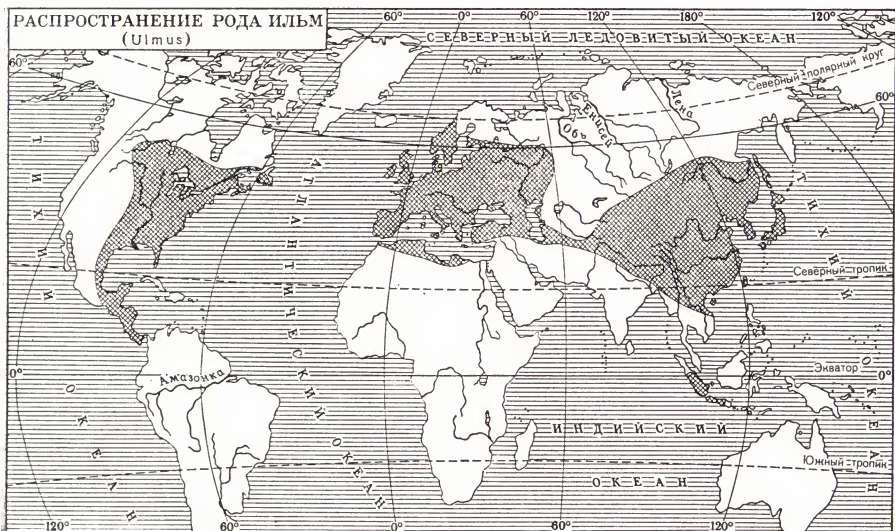 РАСПРОСТРАНЕНИЕ РОДА ИЛЬМ
(Ulmus)
60° 0° 60° 120° 180° 120°
СЕВЕРНЫЙ ЛЕДОВИТЫЙ ОКЕАН
Северный полярный круг
60°
60°
Обь
Енисей
Лена
ТИХИЙ
ОКЕАН
АТЛАНТИЧЕСКИЙ ОКЕАН
ТИХИЙ
ОКЕАН
Северный тропик
Амазонка
Экватор
0°
0°
ИНДИЙСКИЙ
ОКЕАН
Южный тропик
120° 60° 0° 60° 120°